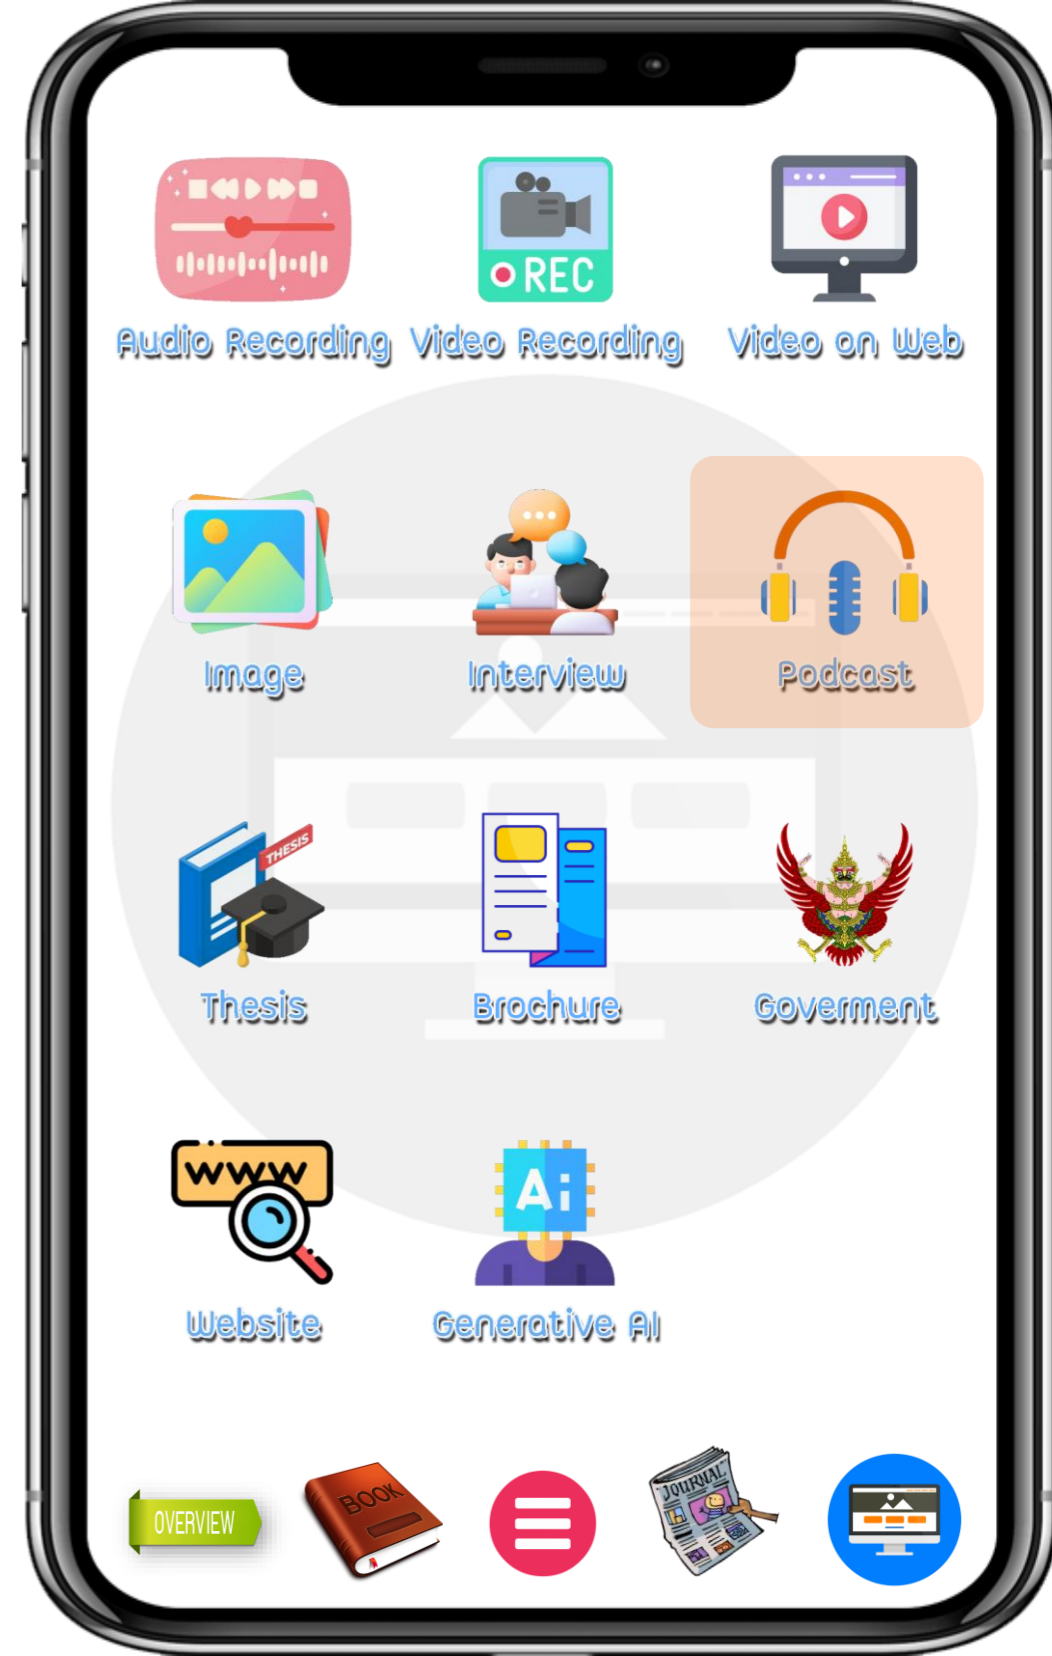 REC
Audio Recording
Video Recording
Video on Web
Image
Interview
Podcast
THESIS
Thesis
Brochure
Goverment
WWW
Ai
Website
Generative AI
OVERVIEW
BOOK
JOURNAL